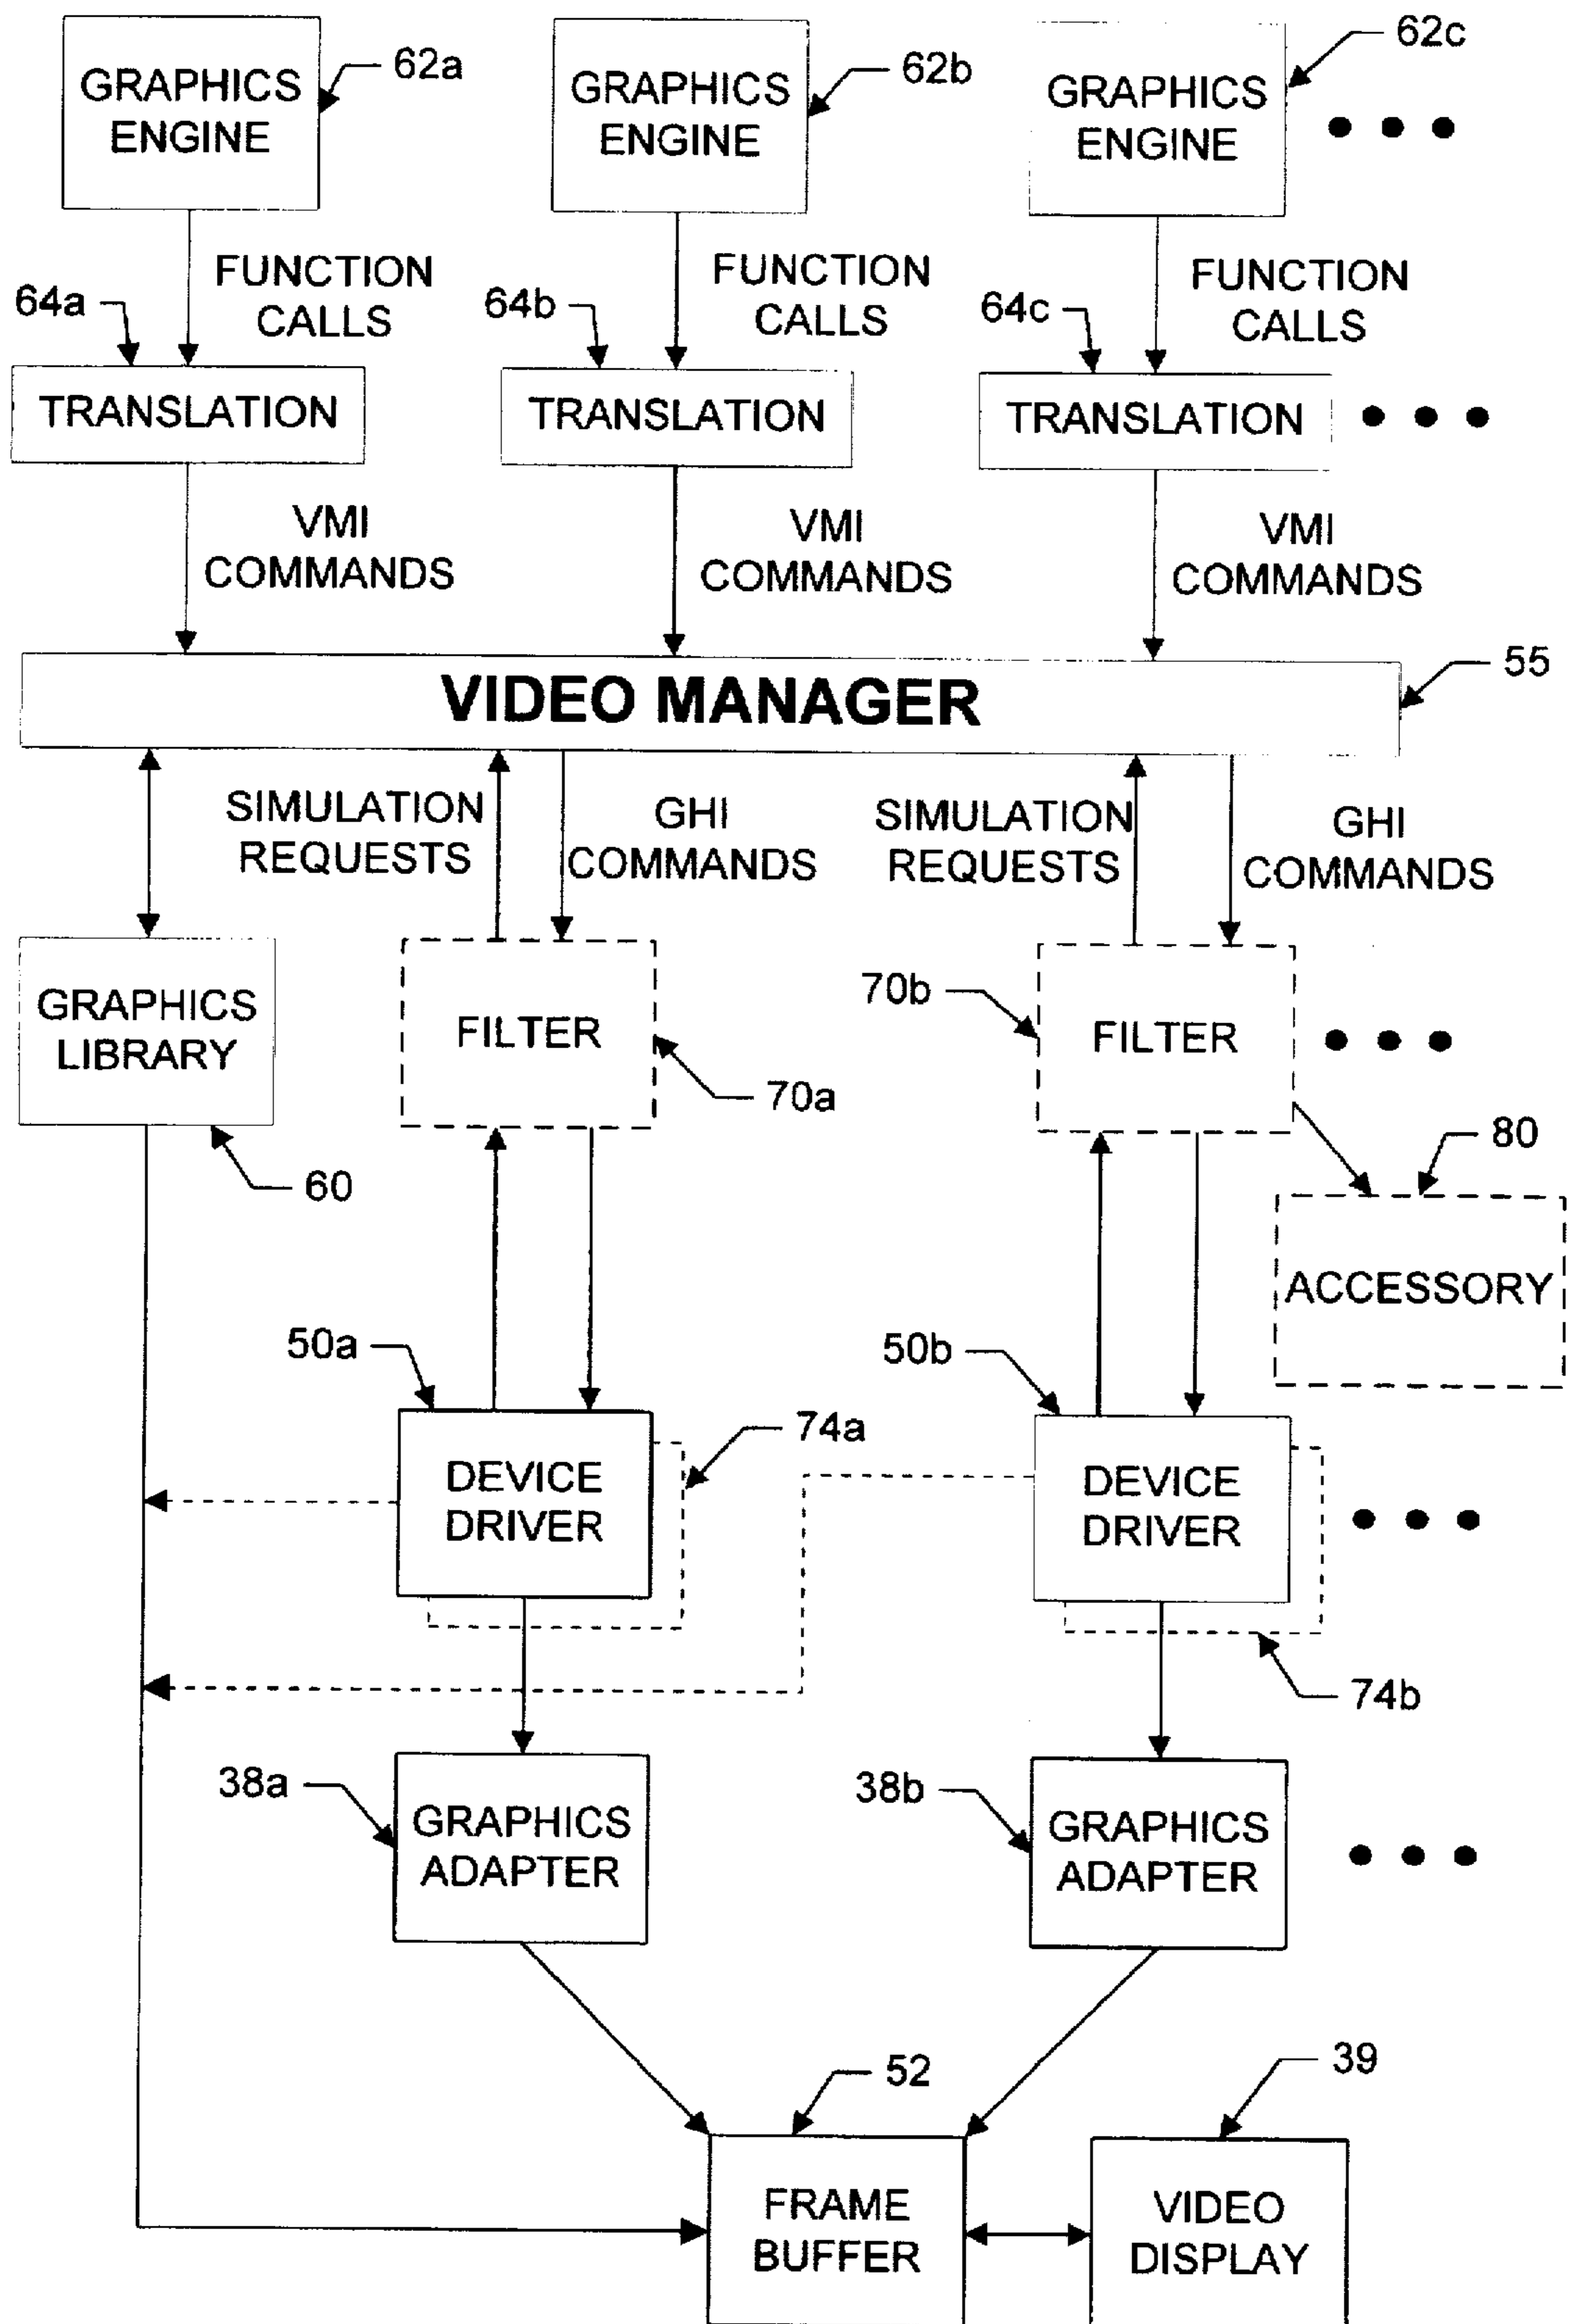 GRAPHICS
ENGINE
62a
GRAPHICS
ENGINE
62b
GRAPHICS
ENGINE
62c
FUNCTION
CALLS
FUNCTION
CALLS
FUNCTION
CALLS
64a
64b
64c
TRANSLATION
TRANSLATION
TRANSLATION
VMI
COMMANDS
VMI
COMMANDS
VMI
COMMANDS
VIDEO MANAGER
55
SIMULATION
REQUESTS
GHI
COMMANDS
SIMULATION
REQUESTS
GHI
COMMANDS
GRAPHICS
LIBRARY
60
FILTER
70a
70b
FILTER
80
ACCESSORY
50a
DEVICE
DRIVER
74a
50b
DEVICE
DRIVER
74b
38a
GRAPHICS
ADAPTER
38b
GRAPHICS
ADAPTER
52
39
FRAME
BUFFER
VIDEO
DISPLAY